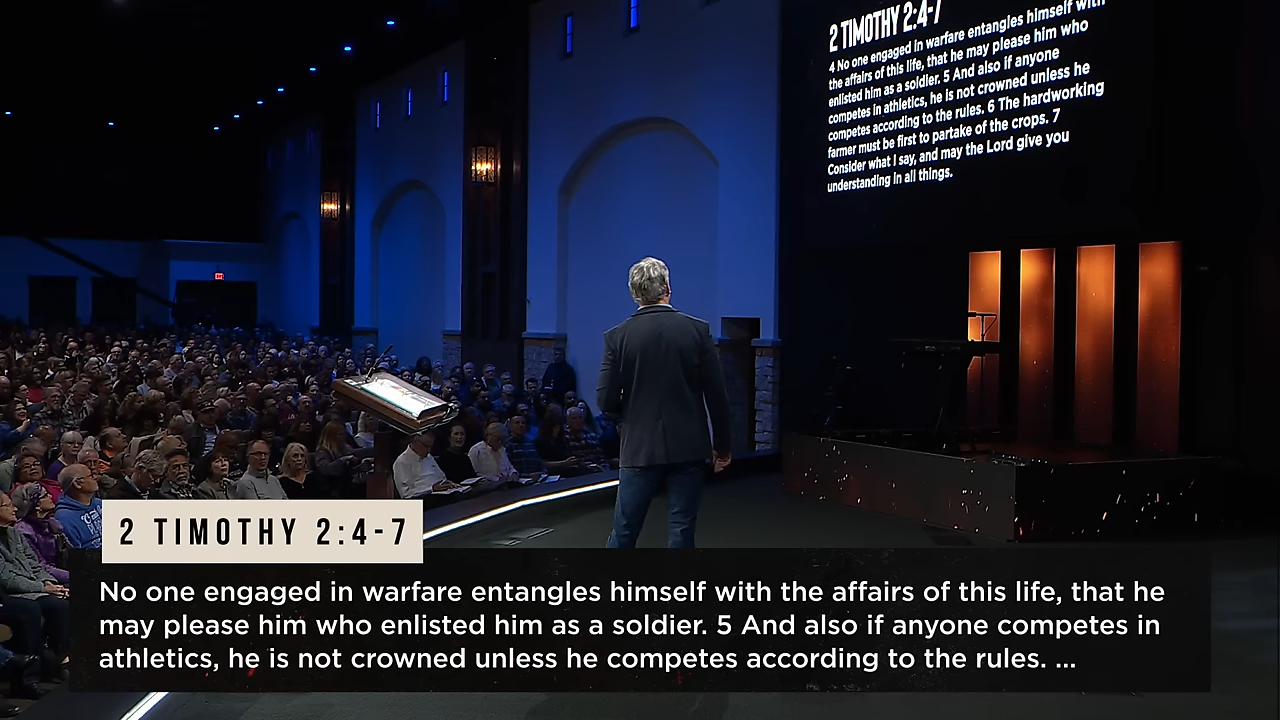 2 TIMOTHY 2:4-7
4 No one engaged in warfare entangles himself with
the affairs of this life, that he may please him who
enlisted him as a soldier. 5 And also if anyone
competes in athletics, he is not crowned unless he
competes according to the rules. 6 The hardworking
farmer must be first to partake of the crops. 7
Consider what I say, and may the Lord give you
understanding in all things.
2 TIMOTHY 2:4-7
No one engaged in warfare entangles himself with the affairs of this life, that he
may please him who enlisted him as a soldier. 5 And also if anyone competes in
athletics, he is not crowned unless he competes according to the rules. ...